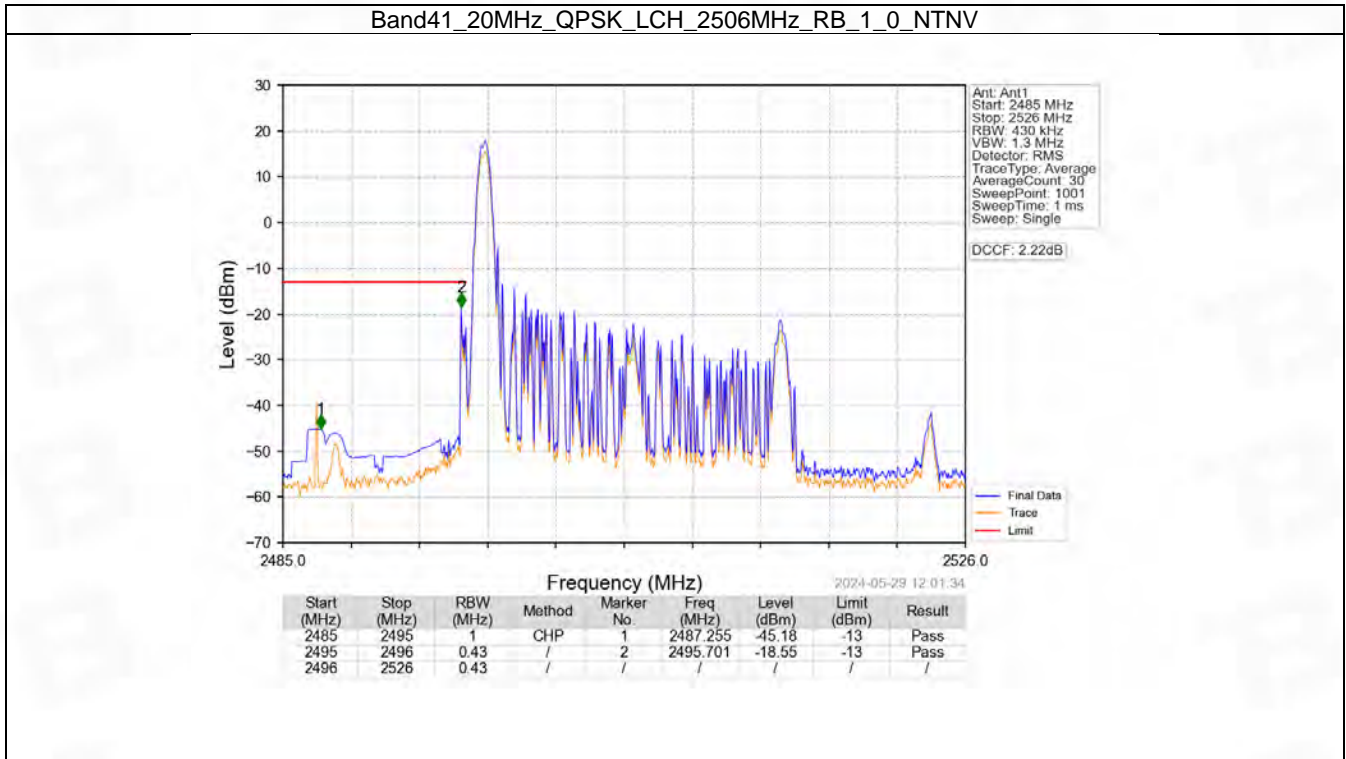 Band41_20MHz_QPSK_LCH_2506MHz_RB_1_0_NTNV
Ant: Ant1
Start: 2485 MHz
Stop: 2526 MHz
RBW: 430 kHz
VBW: 1.3 MHz
Detector: RMS
TraceType: Average
AverageCount: 30
SweepPoint: 1001
SweepTime: 1 ms
Sweep: Single
DCCF: 2.22dB
Level (dBm)
30
20
10
0
−10
−20
−30
−40
−50
−60
−70
1
2
Final Data
Trace
Limit
2485.0 2526.0
Frequency (MHz)
2024-05-29 12:01:34
Start (MHz) Stop (MHz) RBW (MHz) Method Marker No Freq (MHz) Level (dBm) Limit (dBm) Result
2485 2495 1 CHP 1 2487.255 -45.18 -13 Pass
2495 2496 0.43 / 2 2495.701 -18.55 -13 Pass
2496 2526 0.43 / / / / / /